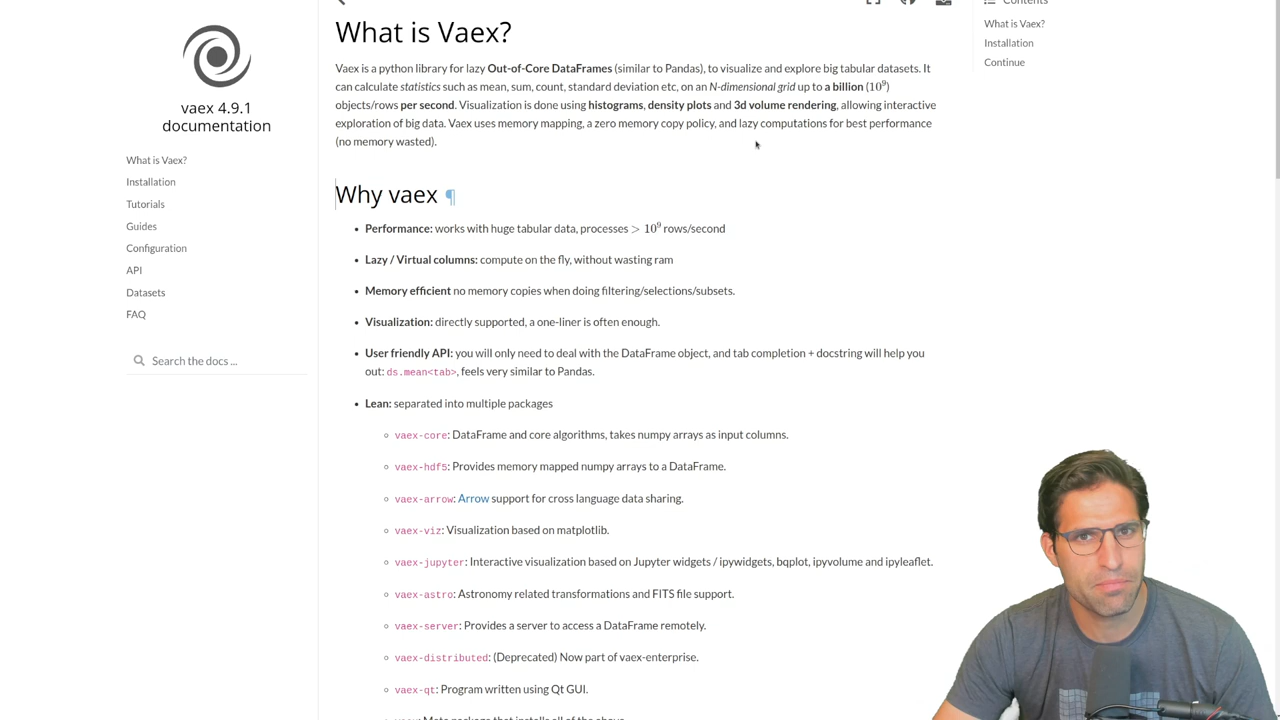 vaex 4.9.1
documentation
What is Vaex?
Installation
Tutorials
Guides
Configuration
API
Datasets
FAQ
Search the docs ...
What is Vaex?
Vaex is a python library for lazy Out-of-Core DataFrames (similar to Pandas), to visualize and explore big tabular datasets. It
can calculate statistics such as mean, sum, count, standard deviation etc, on an N-dimensional grid up to a billion (10⁹)
objects/rows per second. Visualization is done using histograms, density plots and 3d volume rendering, allowing interactive
exploration of big data. Vaex uses memory mapping, a zero memory copy policy, and lazy computations for best performance
(no memory wasted).
Why vaex ¶
• Performance: works with huge tabular data, processes > 10⁹ rows/second
• Lazy / Virtual columns: compute on the fly, without wasting ram
• Memory efficient no memory copies when doing filtering/selections/subsets.
• Visualization: directly supported, a one-liner is often enough.
• User friendly API: you will only need to deal with the DataFrame object, and tab completion + docstring will help you
out: ds.mean<tab>, feels very similar to Pandas.
• Lean: separated into multiple packages
◦ vaex-core: DataFrame and core algorithms, takes numpy arrays as input columns.
◦ vaex-hdf5: Provides memory mapped numpy arrays to a DataFrame.
◦ vaex-arrow: Arrow support for cross language data sharing.
◦ vaex-viz: Visualization based on matplotlib.
◦ vaex-jupyter: Interactive visualization based on Jupyter widgets / ipywidgets, bqplot, ipyvolume and ipyleaflet.
◦ vaex-astro: Astronomy related transformations and FITS file support.
◦ vaex-server: Provides a server to access a DataFrame remotely.
◦ vaex-distributed: (Deprecated) Now part of vaex-enterprise.
◦ vaex-qt: Program written using Qt GUI.
Contents
What is Vaex?
Installation
Continue